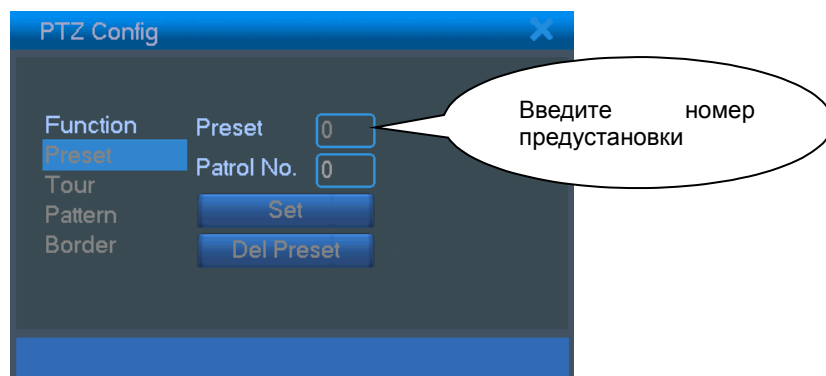 PTZ Config
Function
Preset
Tour
Pattern
Border
Preset 0
Patrol No. 0
Set
Del Preset
Введите номер
предустановки